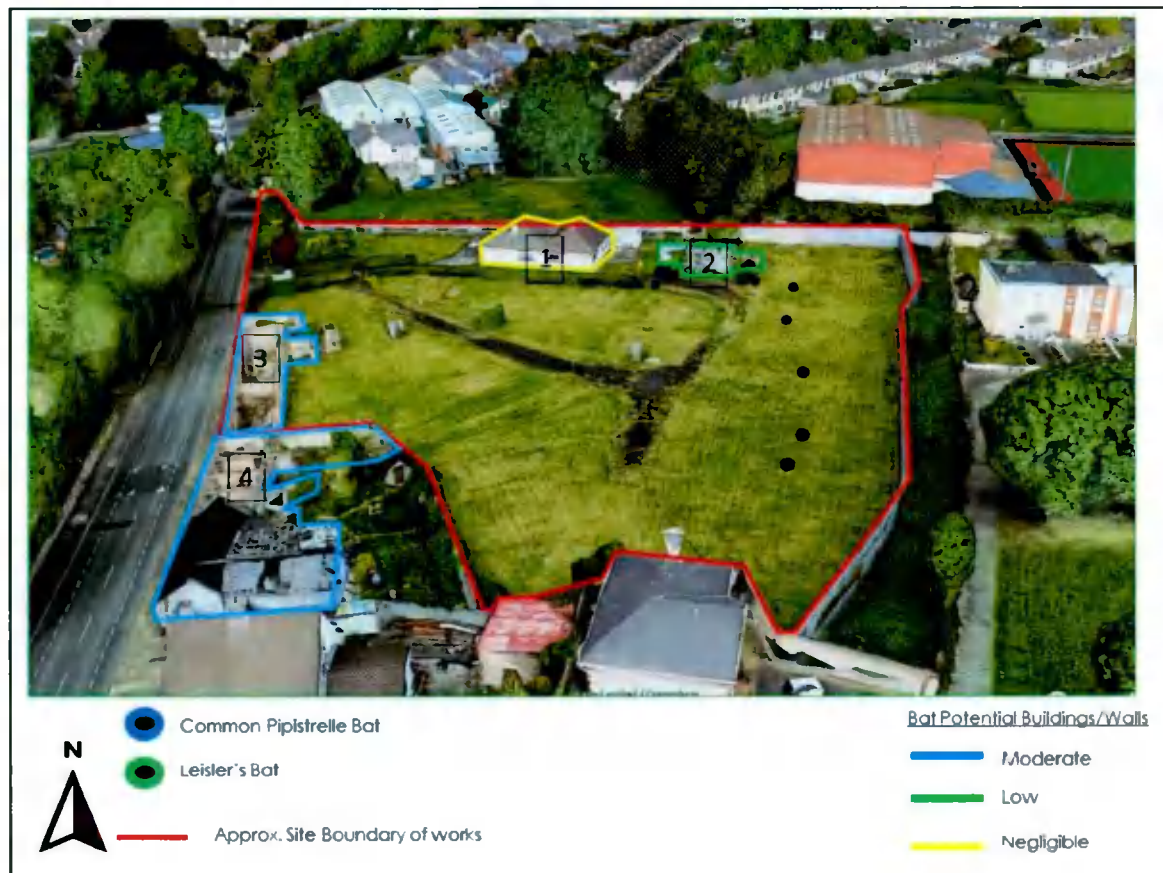 1
2
3
4
Common Pipistrelle Bat
Leisler's Bat
N
Approx. Site Boundary of works
Bat Potential Buildings/Walls
Moderate
Low
Negligible